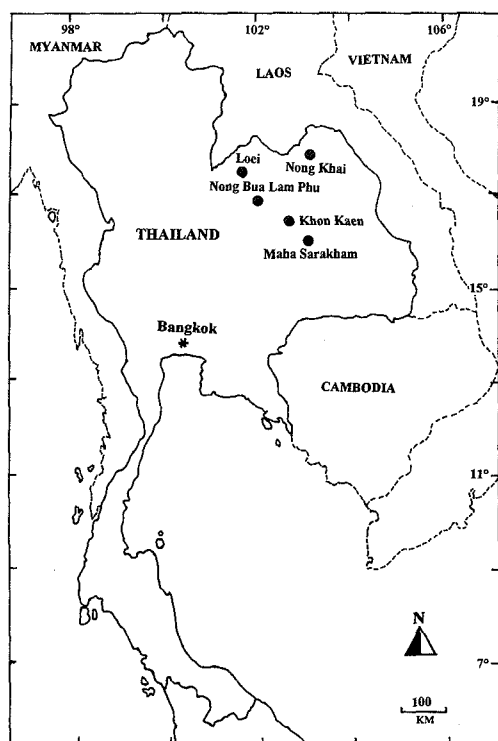 98° 102° 106°
MYANMAR
LAOS
VIETNAM
19°
Loei
Nong Khai
Nong Bua Lam Phu
Khon Kaen
THAILAND
Maha Sarakham
15°
Bangkok
*
CAMBODIA
11°
N
7°
100
KM